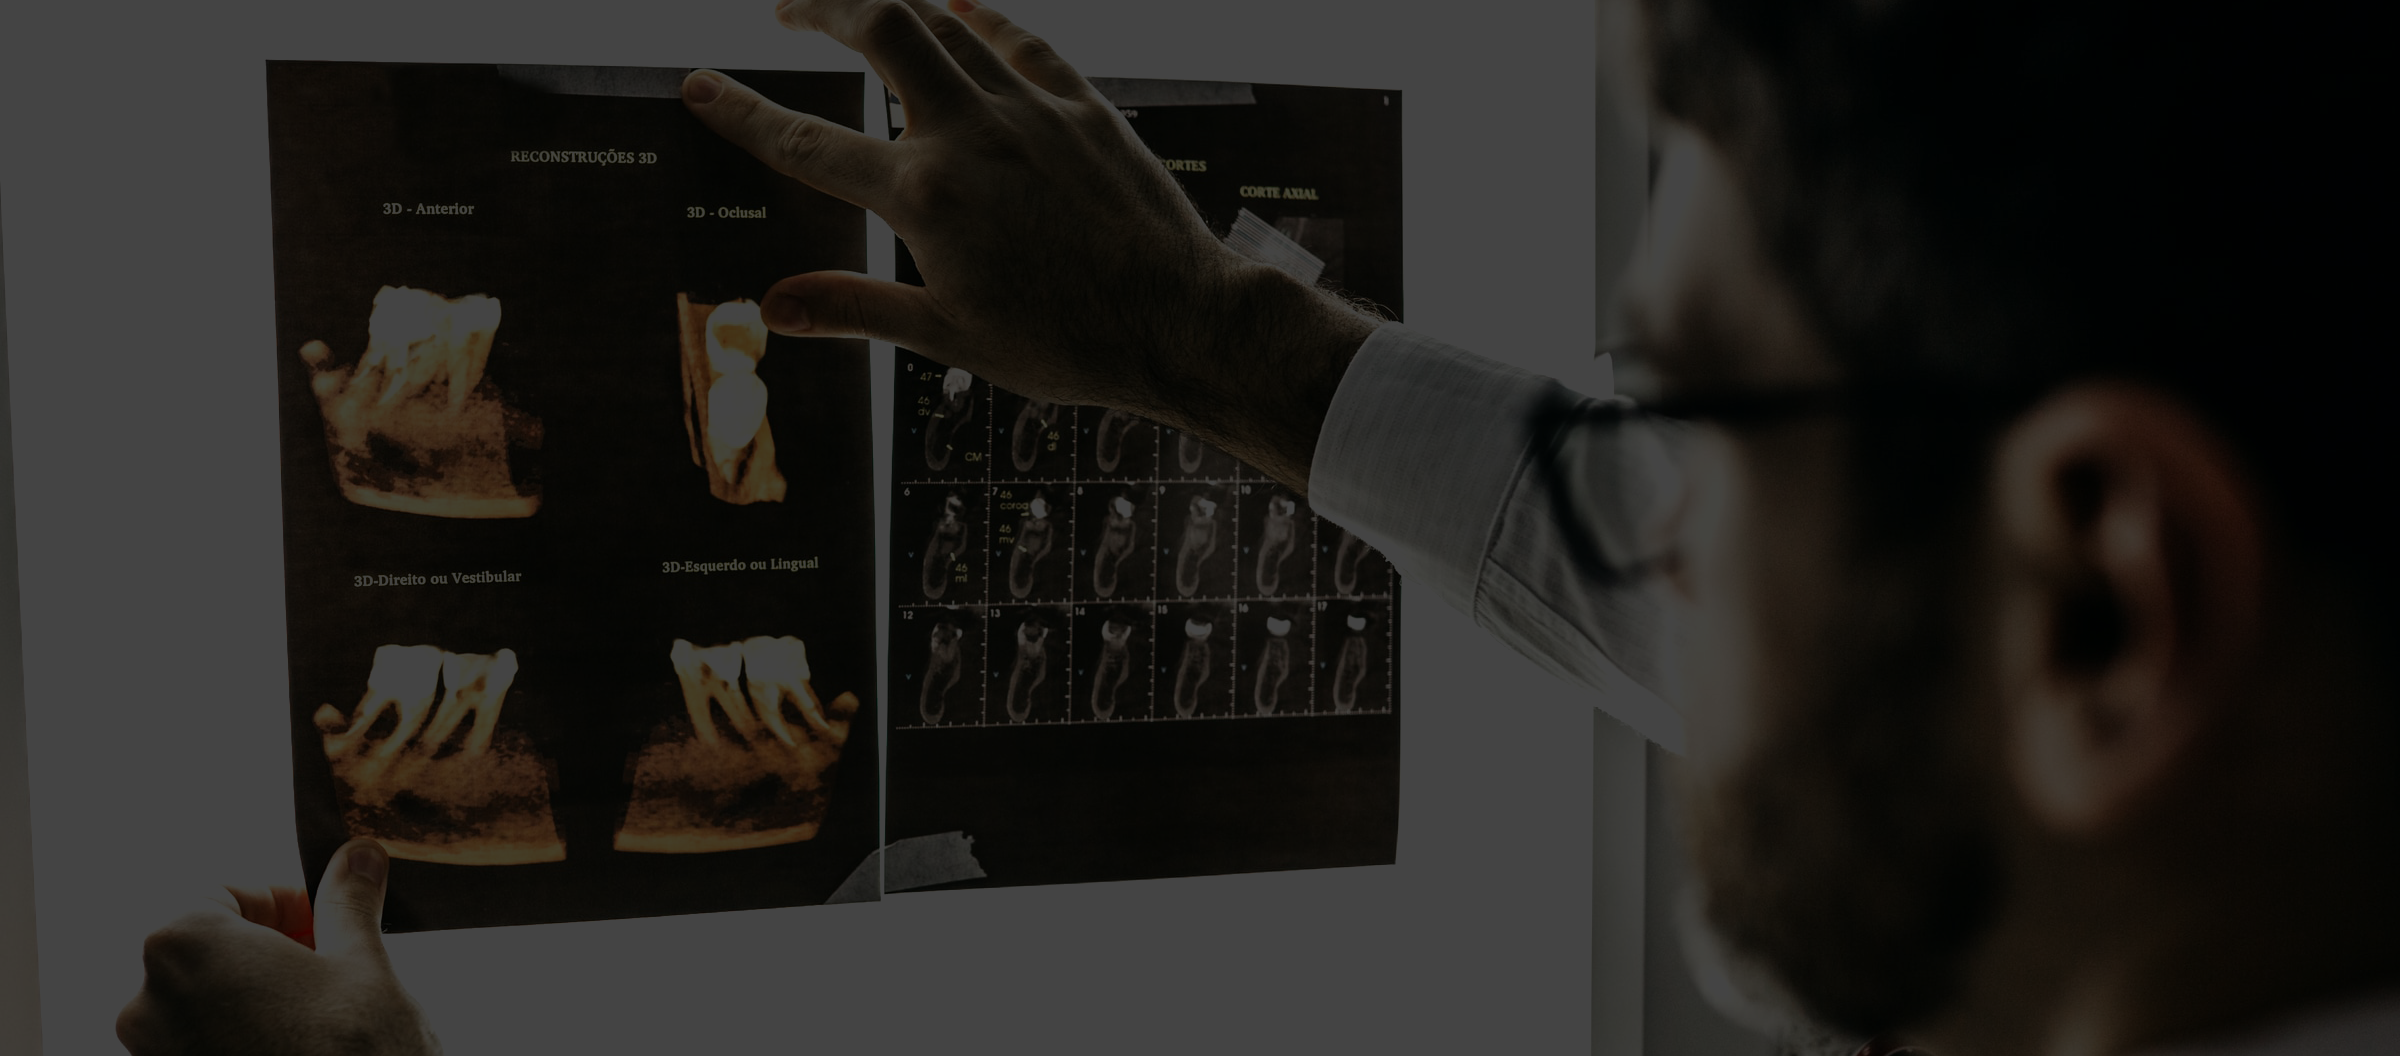 RECONSTRUÇÕES 3D
3D - Anterior
3D - Oclusal
3D-Direito ou Vestibular
3D-Esquerdo ou Lingual
CORTES
CORTE AXIAL
0
47
46
dv
CM
46
di
6
46
ml
7
46
coroa
46
mv
8
9
10
12
13
14
15
16
17